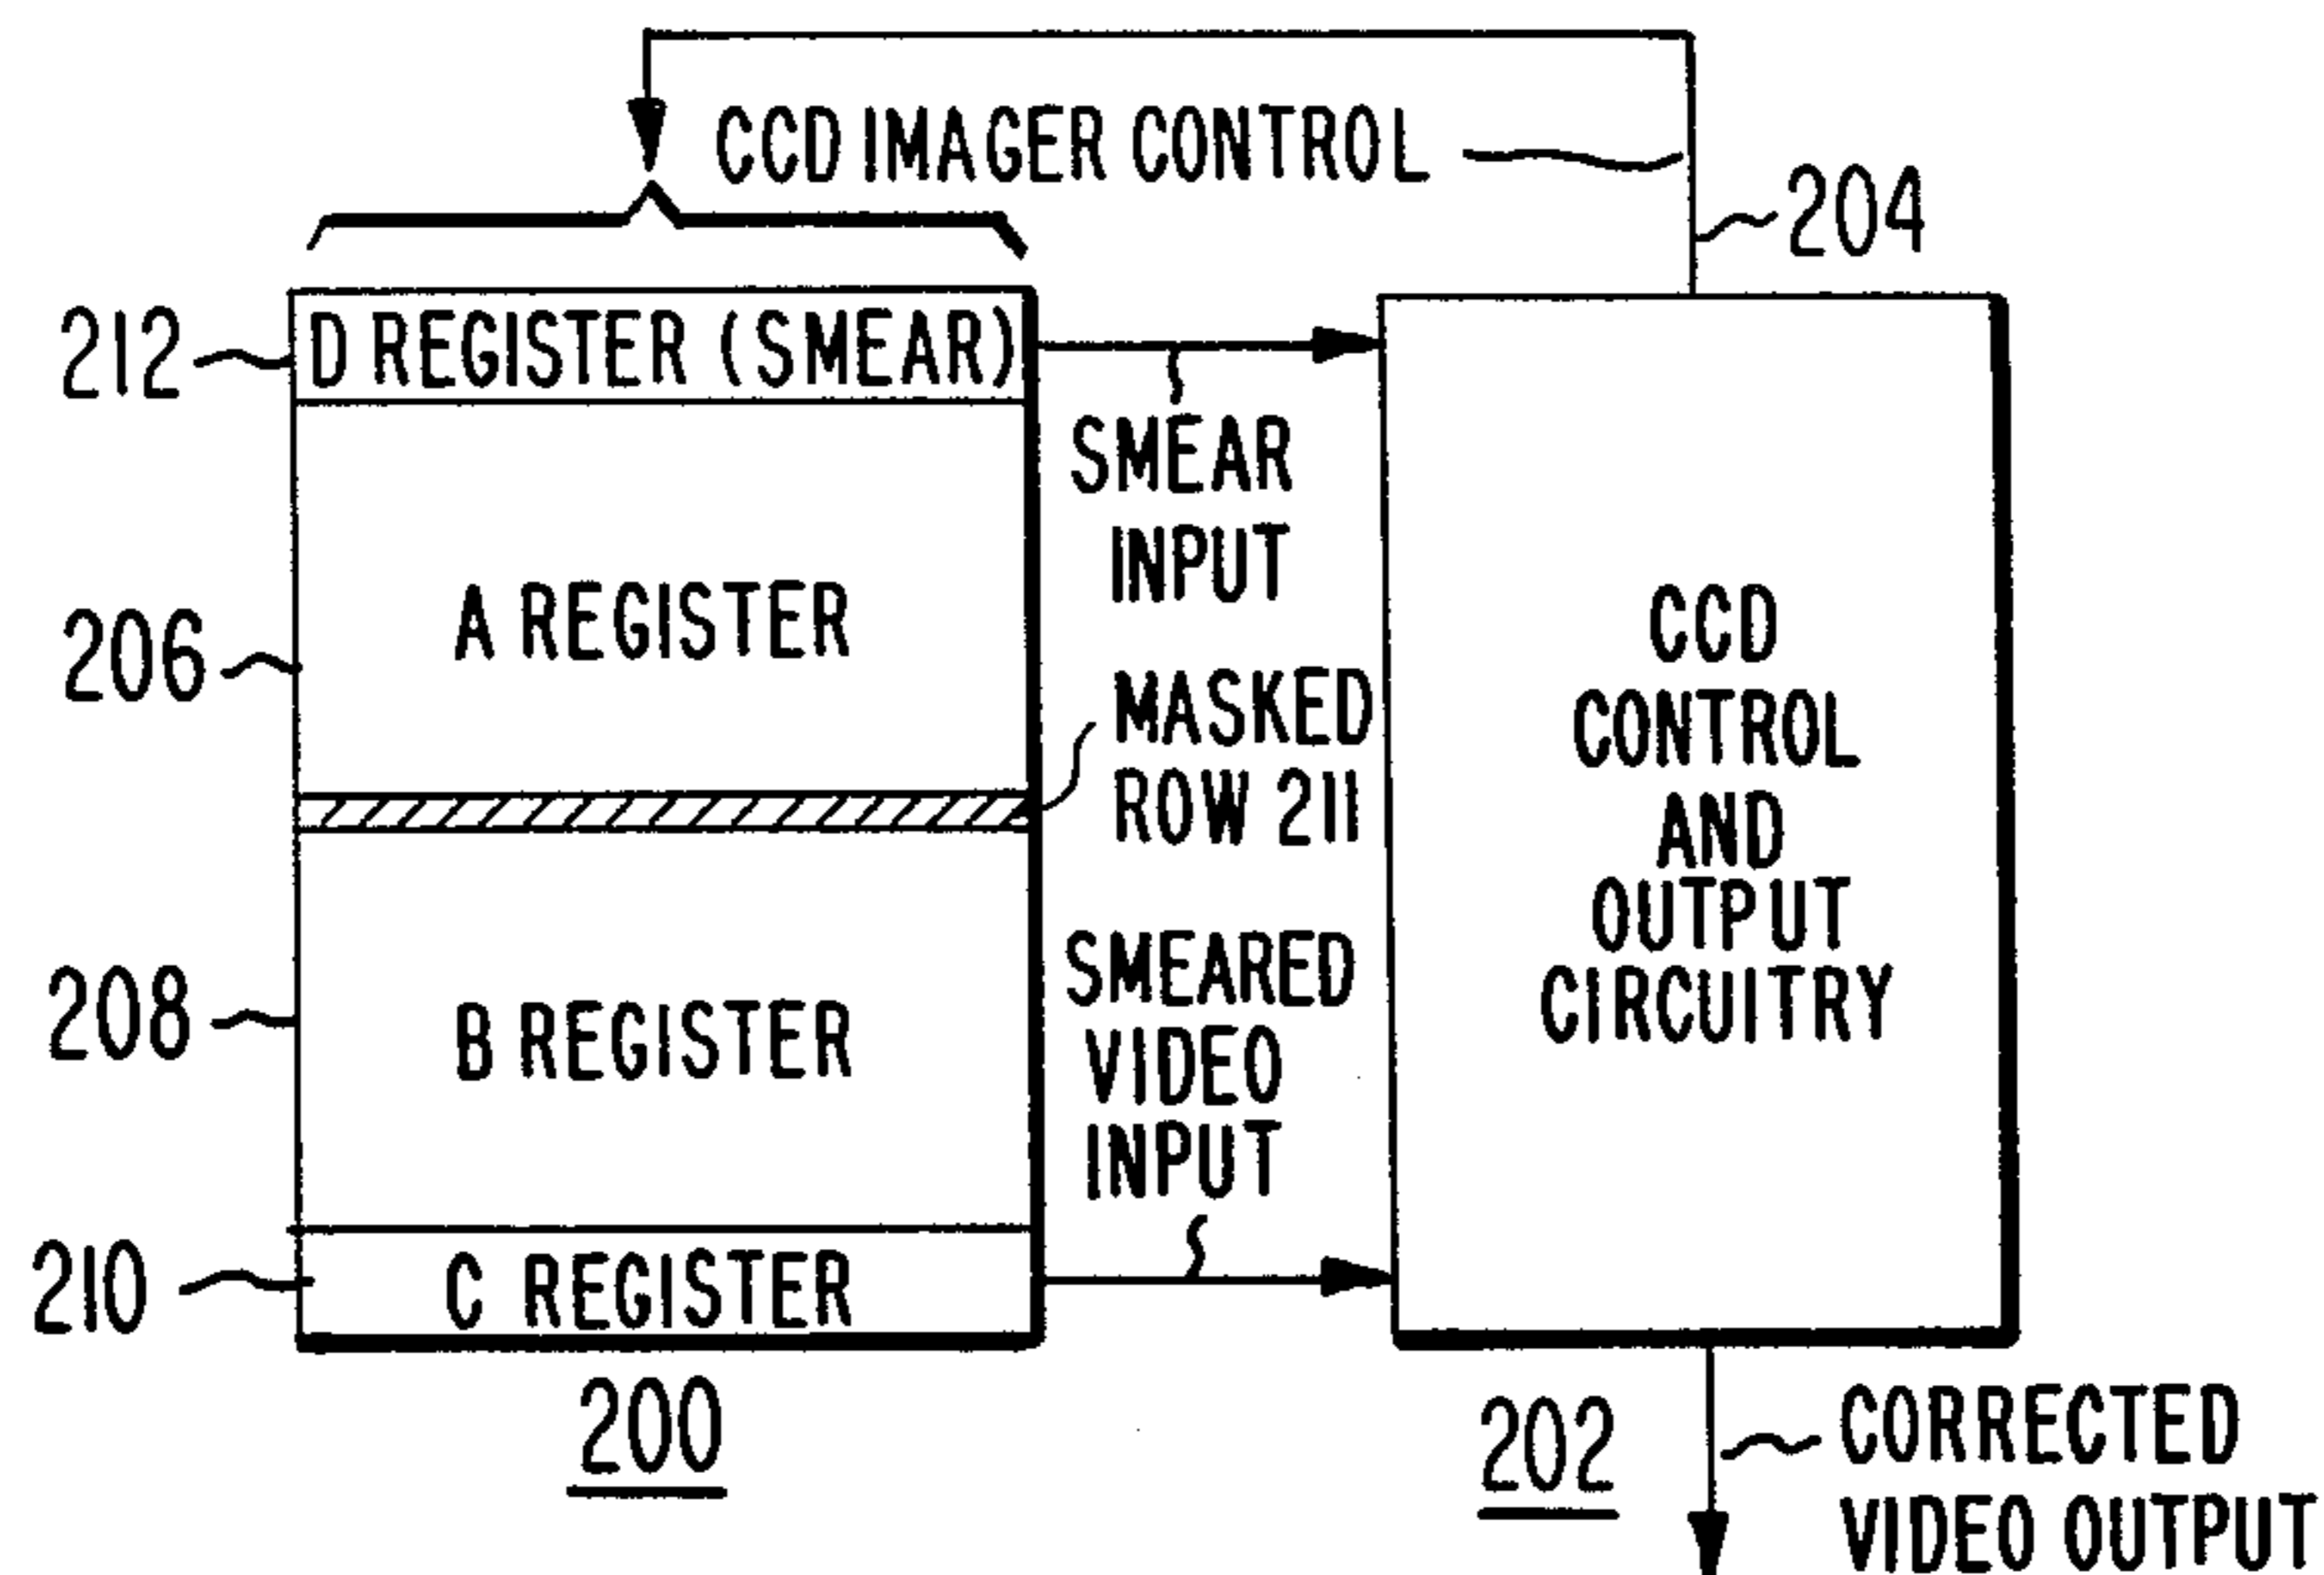 CCD IMAGER CONTROL
204
212
D REGISTER (SMEAR)
SMEAR
INPUT
206
A REGISTER
MASKED
ROW 211
208
B REGISTER
SMEARED
VIDEO
INPUT
210
C REGISTER
200
CCD
CONTROL
AND
OUTPUT
CIRCUITRY
202
CORRECTED
VIDEO OUTPUT